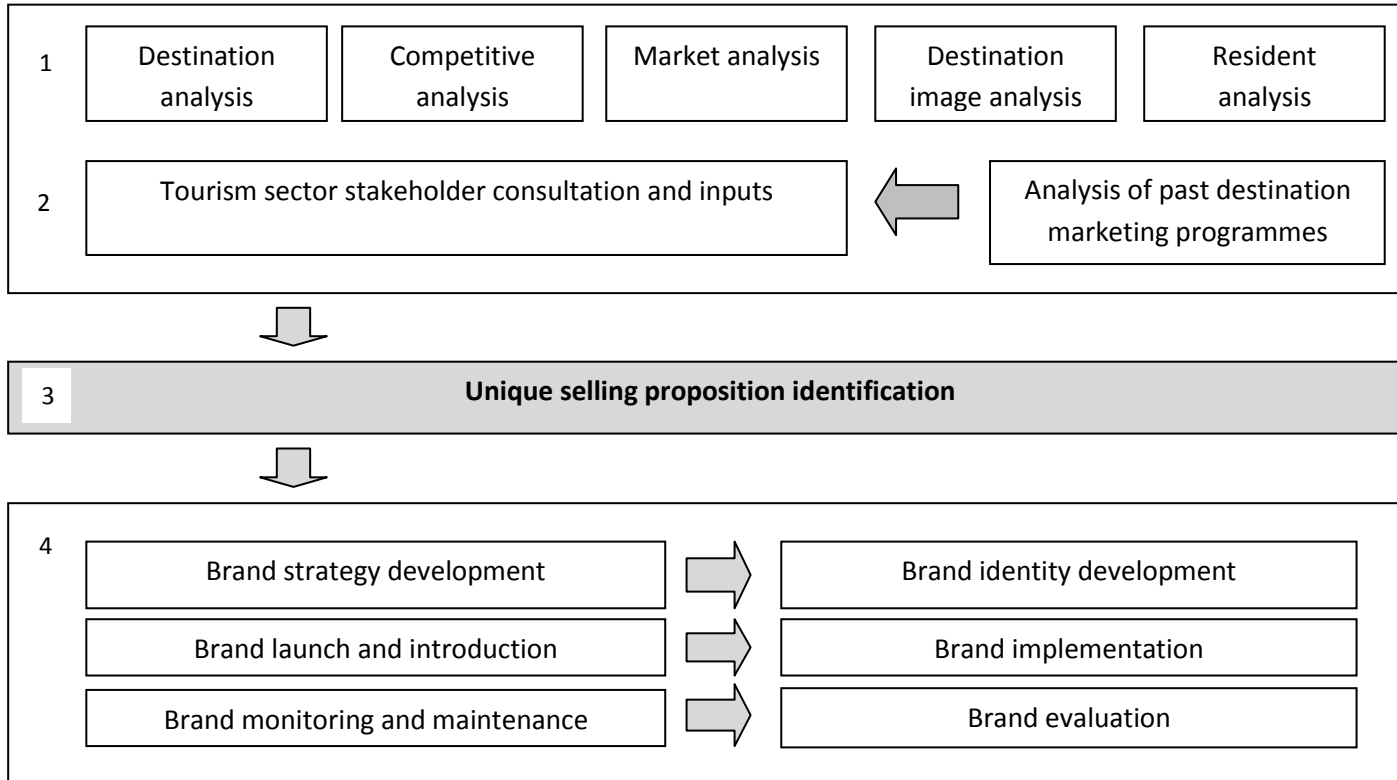 1
Destination
analysis
Competitive
analysis
Market analysis
Destination
image analysis
Resident
analysis
2
Tourism sector stakeholder consultation and inputs
Analysis of past destination
marketing programmes
3
Unique selling proposition identification
4
Brand strategy development
Brand identity development
Brand launch and introduction
Brand implementation
Brand monitoring and maintenance
Brand evaluation